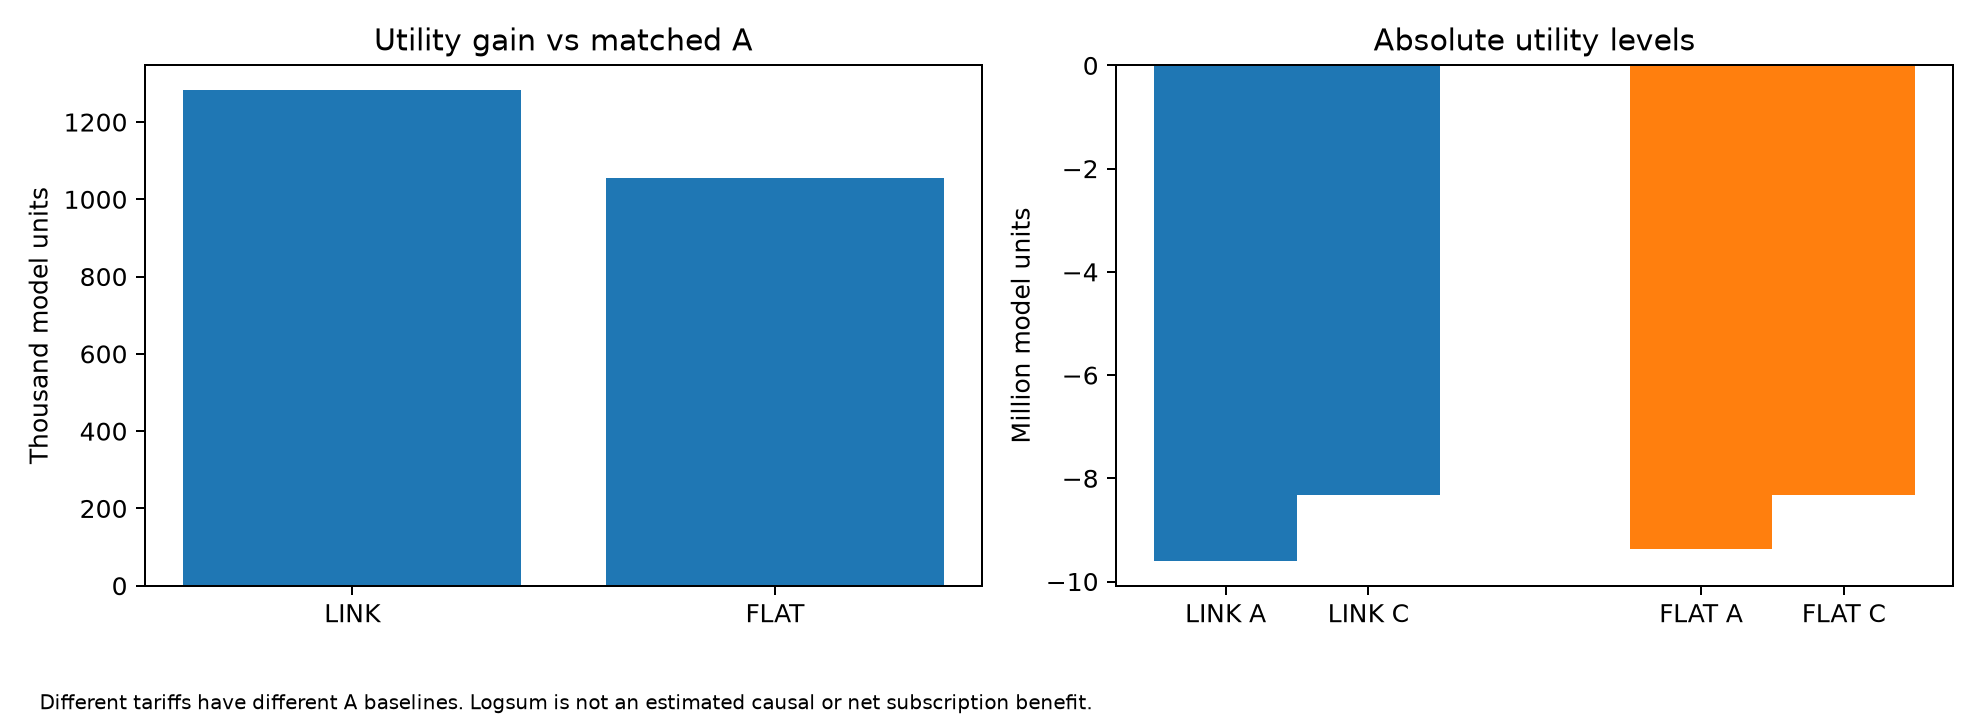 Utility gain vs matched A
Thousand model units
1200
1000
800
600
400
200
0
LINK
FLAT
Absolute utility levels
Million model units
0
−2
−4
−6
−8
−10
LINK A
LINK C
FLAT A
FLAT C
Different tariffs have different A baselines. Logsum is not an estimated causal or net subscription benefit.